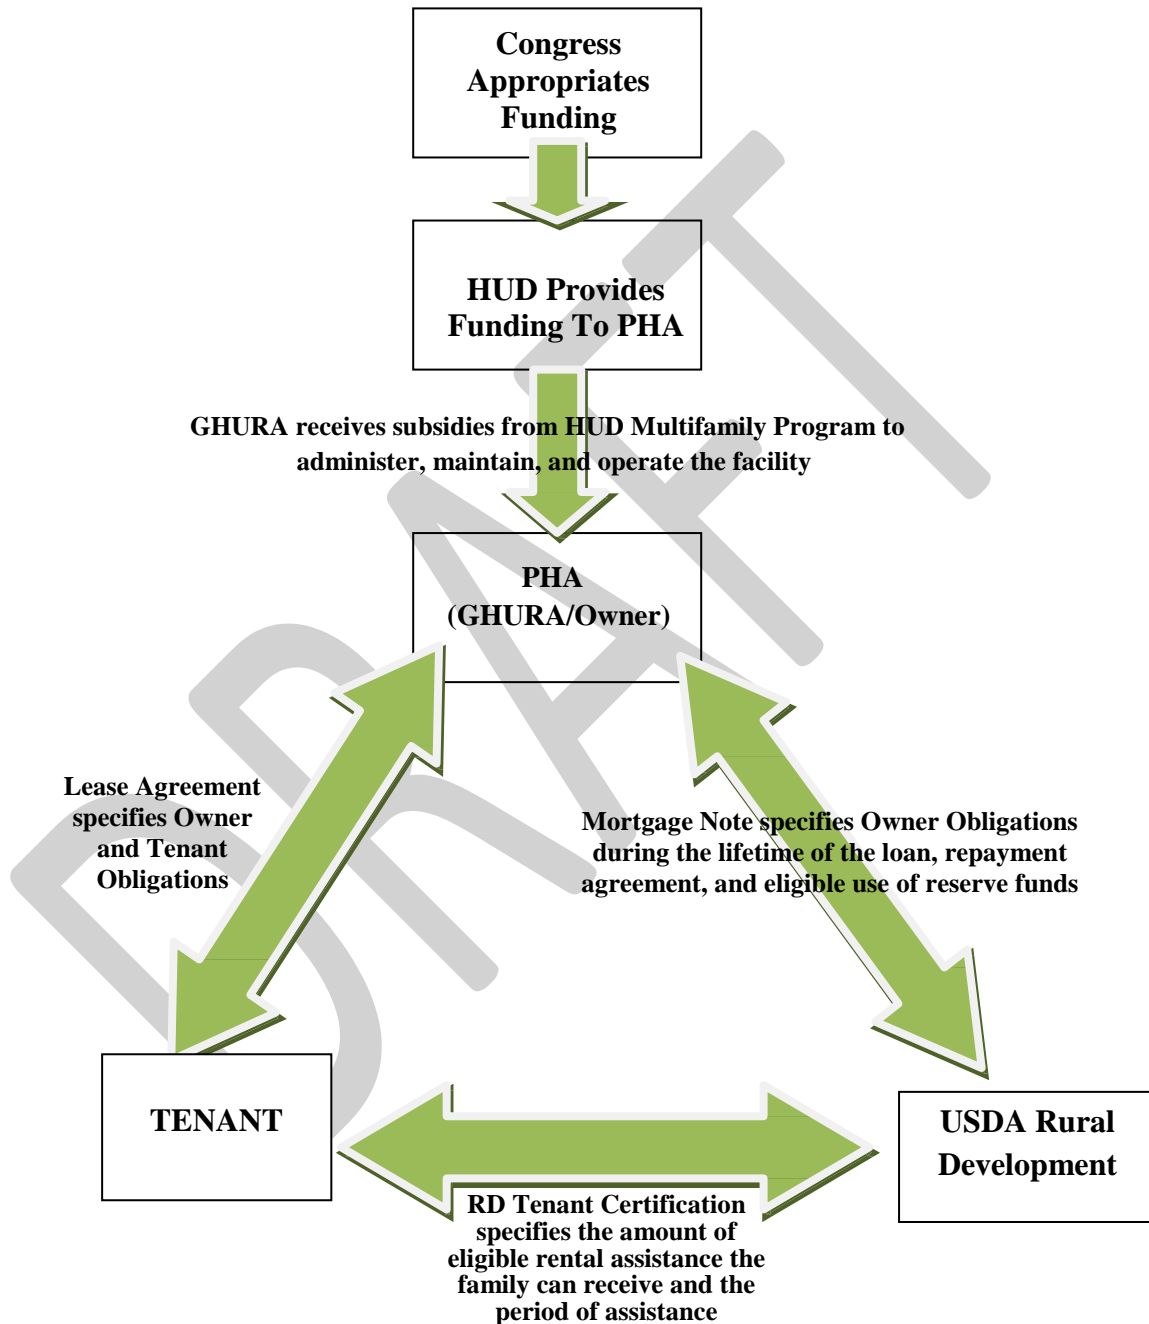 Congress
Appropriates
Funding
HUD Provides
Funding To PHA
GHURA receives subsidies from HUD Multifamily Program to
administer, maintain, and operate the facility
PHA
(GHURA/Owner)
Lease Agreement
specifies Owner
and Tenant
Obligations
Mortgage Note specifies Owner Obligations
during the lifetime of the loan, repayment
agreement, and eligible use of reserve funds
TENANT
USDA Rural
Development
RD Tenant Certification
specifies the amount of
eligible rental assistance the
family can receive and the
period of assistance
DRAFT